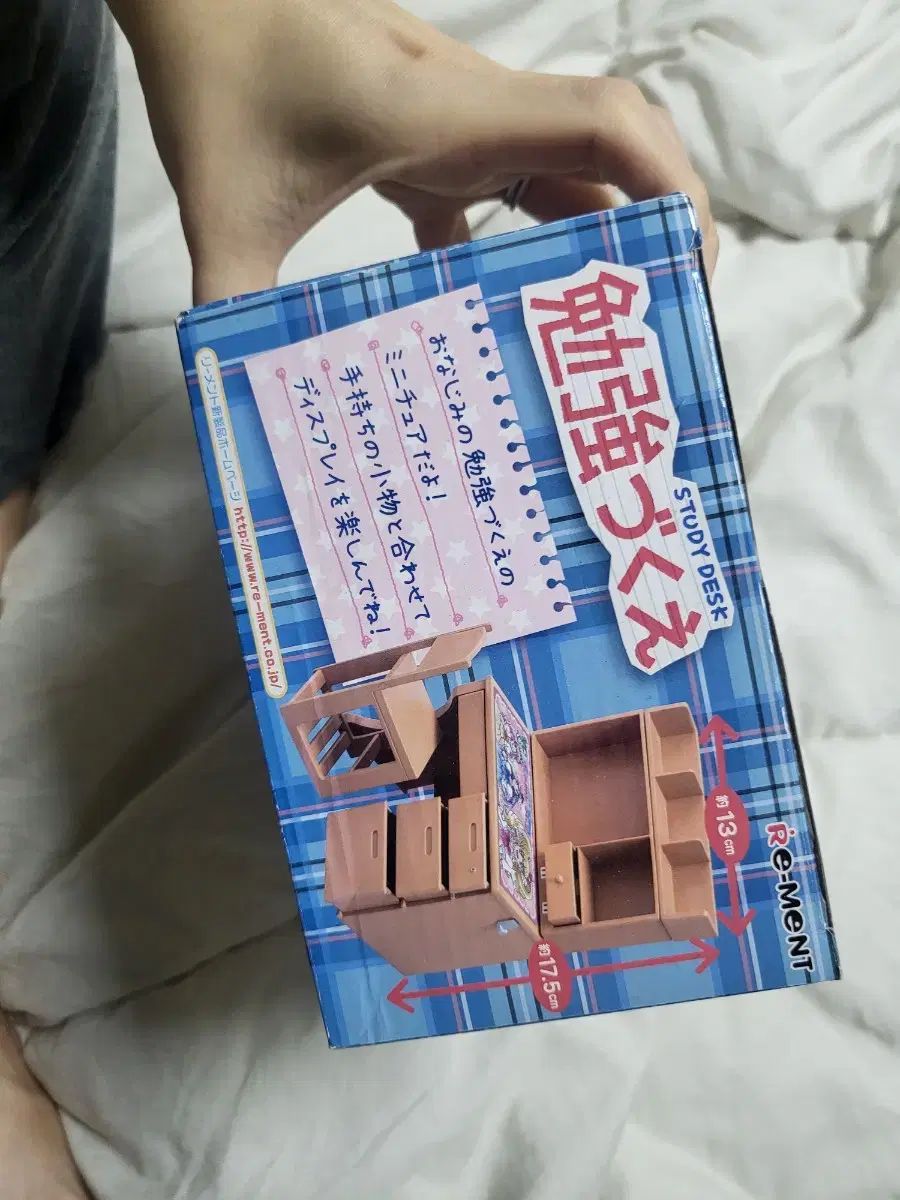 Re-MENT
勉強づくえ
STUDY DESK
おなじみの勉強づくえの
ミニチュアだよ!
手持ちの小物と合わせて
ディスプレイを楽しんでね!
約13cm
約17.5cm
リーメント新製品ホームページ http://www.re-ment.co.jp/